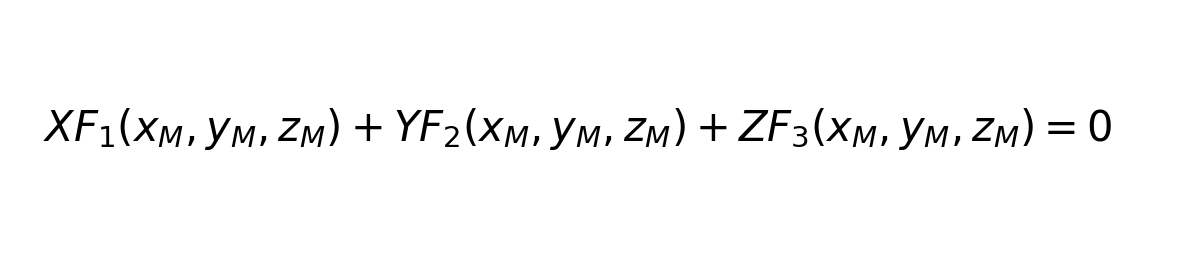 XF₁(x_M, y_M, z_M) + YF₂(x_M, y_M, z_M) + ZF₃(x_M, y_M, z_M) = 0